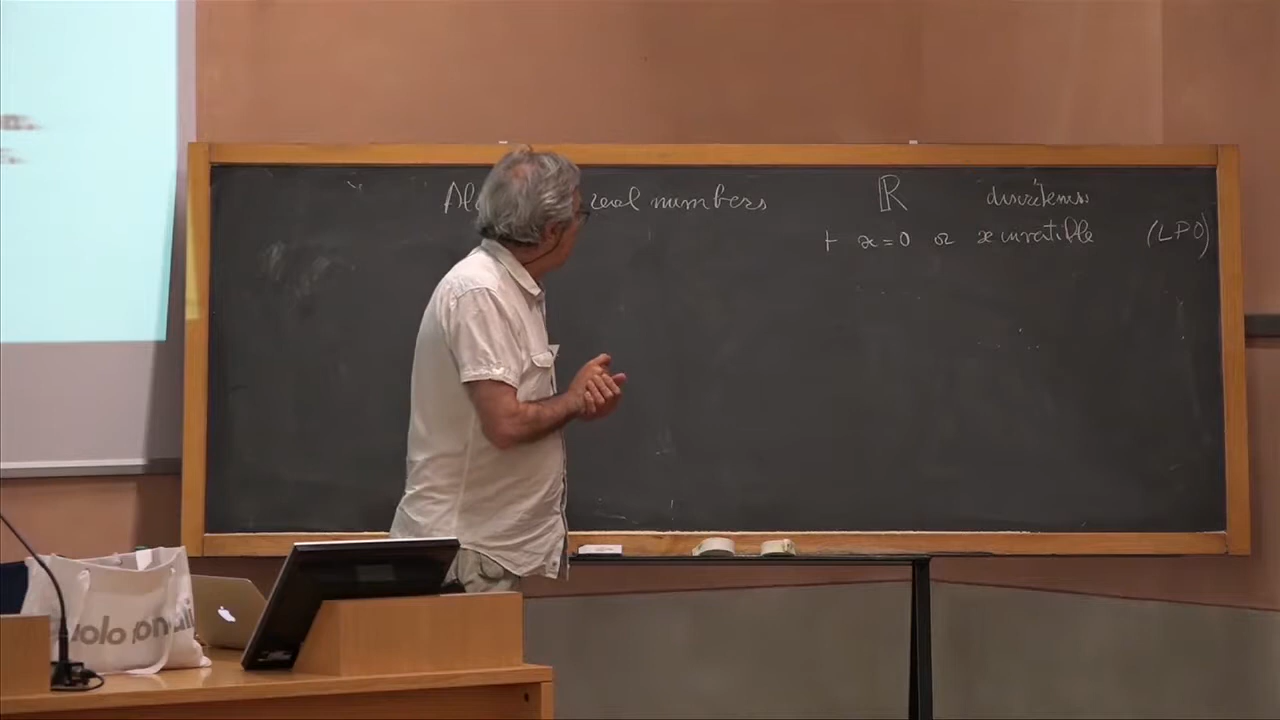 real numbers ℝ discreteness
⊢ x=0 or x invertible (LPO)